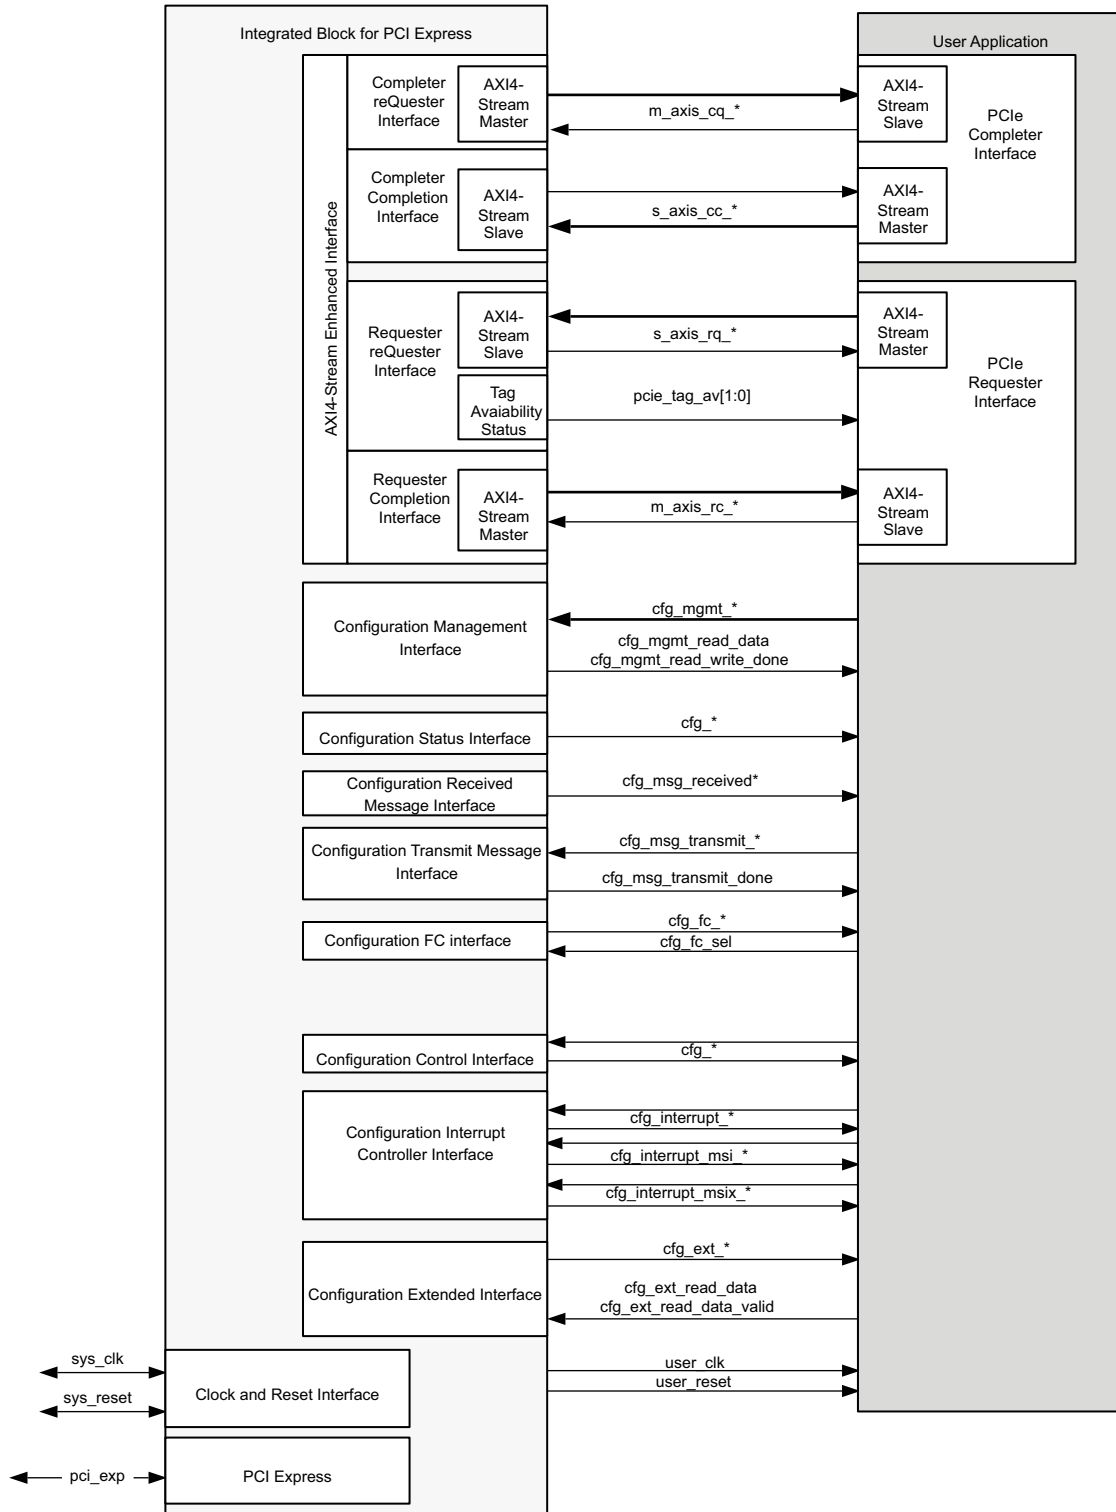 Integrated Block for PCI Express
User Application
AXI4-Stream Enhanced Interface
Completer
reQuester
Interface
AXI4-
Stream
Master
m_axis_cq_*
AXI4-
Stream
Slave
PCIe
Completer
Interface
Completer
Completion
Interface
AXI4-
Stream
Slave
s_axis_cc_*
AXI4-
Stream
Master
Requester
reQuester
Interface
AXI4-
Stream
Slave
s_axis_rq_*
AXI4-
Stream
Master
PCIe
Requester
Interface
Tag
Avaiability
Status
pcie_tag_av[1:0]
Requester
Completion
Interface
AXI4-
Stream
Master
m_axis_rc_*
AXI4-
Stream
Slave
Configuration Management
Interface
cfg_mgmt_*
cfg_mgmt_read_data
cfg_mgmt_read_write_done
Configuration Status Interface
cfg_*
Configuration Received
Message Interface
cfg_msg_received*
Configuration Transmit Message
Interface
cfg_msg_transmit_*
cfg_msg_transmit_done
Configuration FC interface
cfg_fc_*
cfg_fc_sel
Configuration Control Interface
cfg_*
Configuration Interrupt
Controller Interface
cfg_interrupt_*
cfg_interrupt_msi_*
cfg_interrupt_msix_*
Configuration Extended Interface
cfg_ext_*
cfg_ext_read_data
cfg_ext_read_data_valid
sys_clk
sys_reset
Clock and Reset Interface
user_clk
user_reset
pci_exp
PCI Express